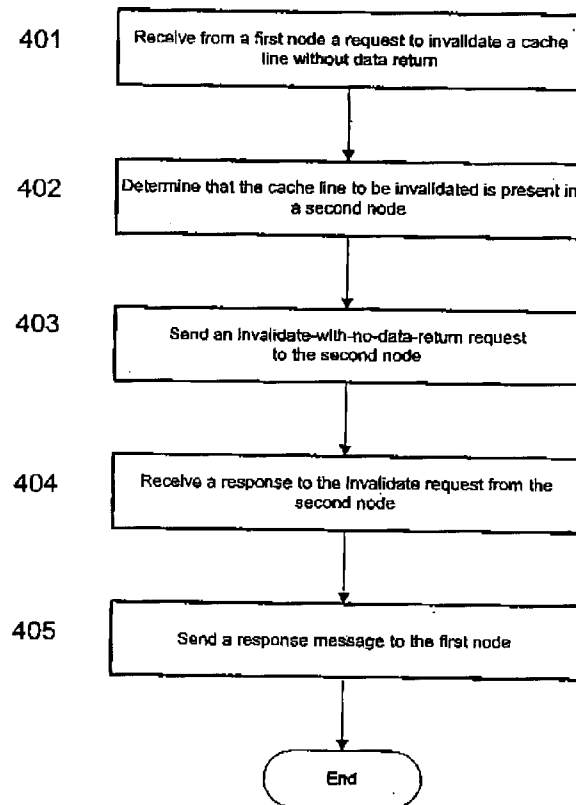 401
Receive from a first node a request to invalidate a cache
line without data return
402
Determine that the cache line to be invalidated is present in
a second node
403
Send an invalidate-with-no-data-return request
to the second node
404
Receive a response to the invalidate request from the
second node
405
Send a response message to the first node
End